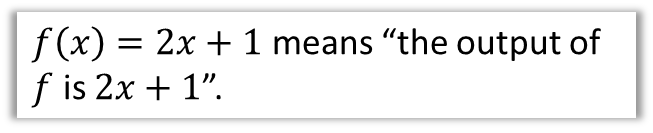 f(x) = 2x + 1 means “the output of
f is 2x + 1”.